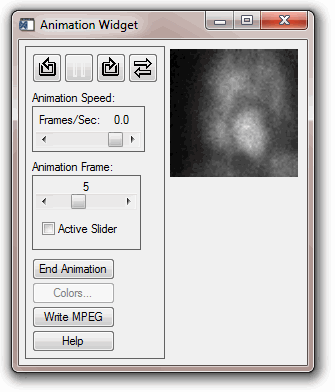 Animation Widget
Animation Speed:
Frames/Sec: 0.0
Animation Frame:
5
Active Slider
End Animation
Colors...
Write MPEG
Help